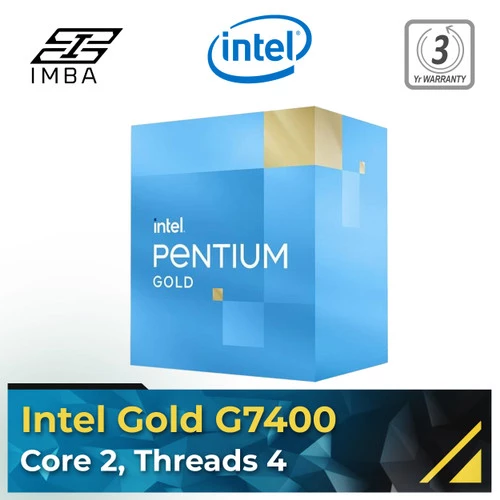 IMBA
intel
3
Yr WARRANTY
intel.
PENTIUM
GOLD
Intel Gold G7400
Core 2, Threads 4